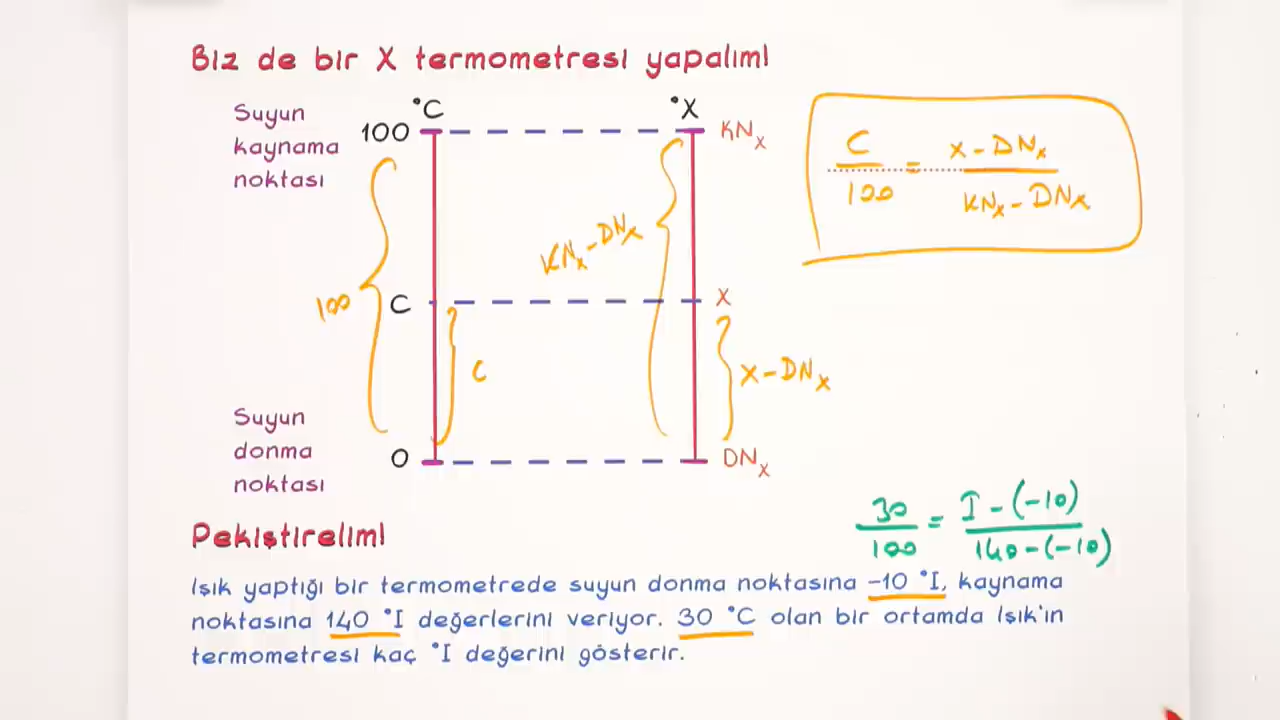 Biz de bir X termometresi yapalım!
Suyun
kaynama
noktası
°C
°X
100
KNₓ
C
X
100
C
KNₓ - DNₓ
X - DNₓ
Suyun
donma
noktası
0
DNₓ
C/100 = X - DNₓ/KNₓ - DNₓ
30/100 = I - (-10)/140 - (-10)
Pekiştirelim!
Işık yaptığı bir termometrede suyun donma noktasına -10 °I, kaynama
noktasına 140 °I değerlerini veriyor. 30 °C olan bir ortamda Işık'ın
termometresi kaç °I değerini gösterir.